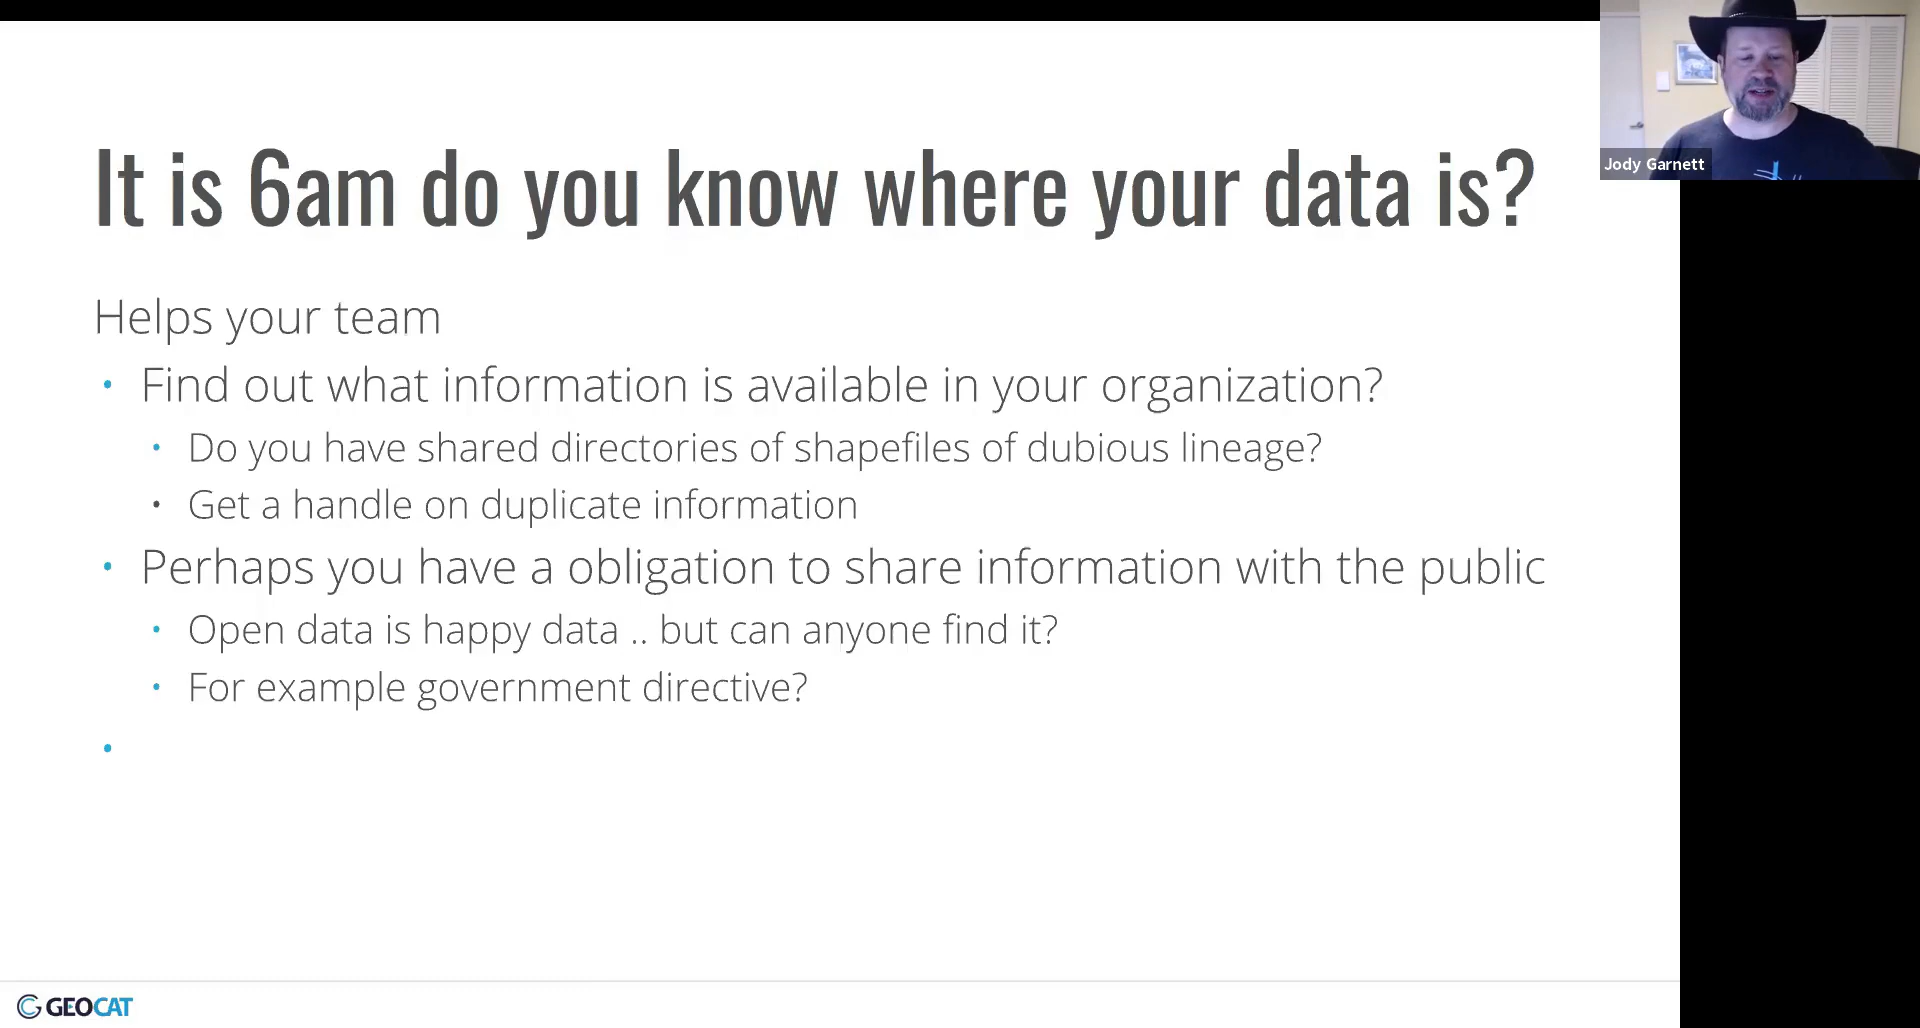 It is 6am do you know where your data is?
Helps your team
• Find out what information is available in your organization?
• Do you have shared directories of shapefiles of dubious lineage?
• Get a handle on duplicate information
• Perhaps you have a obligation to share information with the public
• Open data is happy data .. but can anyone find it?
• For example government directive?
•
Jody Garnett
GEOCAT